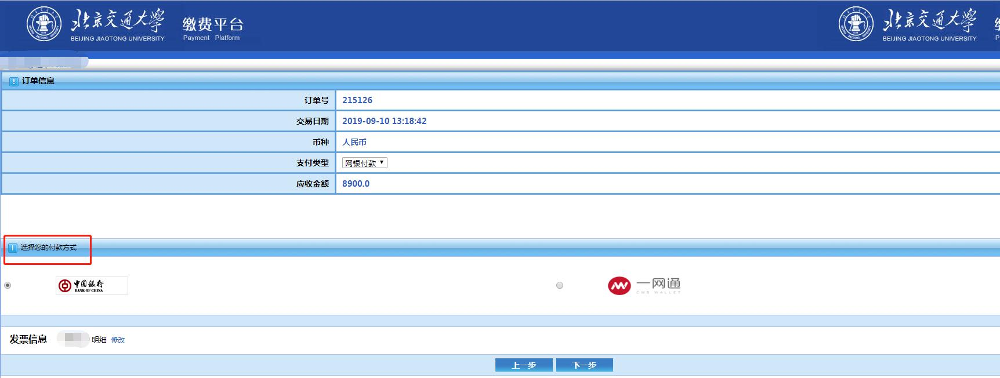 北京交通大学
BEIJING JIAOTONG UNIVERSITY
缴费平台
Payment Platform
北京交通大学
BEIJING JIAOTONG UNIVERSITY
订单信息
订单号 215126
交易日期 2019-09-10 13:18:42
币种 人民币
支付类型 网银付款
应收金额 8900.0
选择您的付款方式
中国银行
BANK OF CHINA
一网通
CMB WALLET
发票信息 明细 修改
上一步 下一步